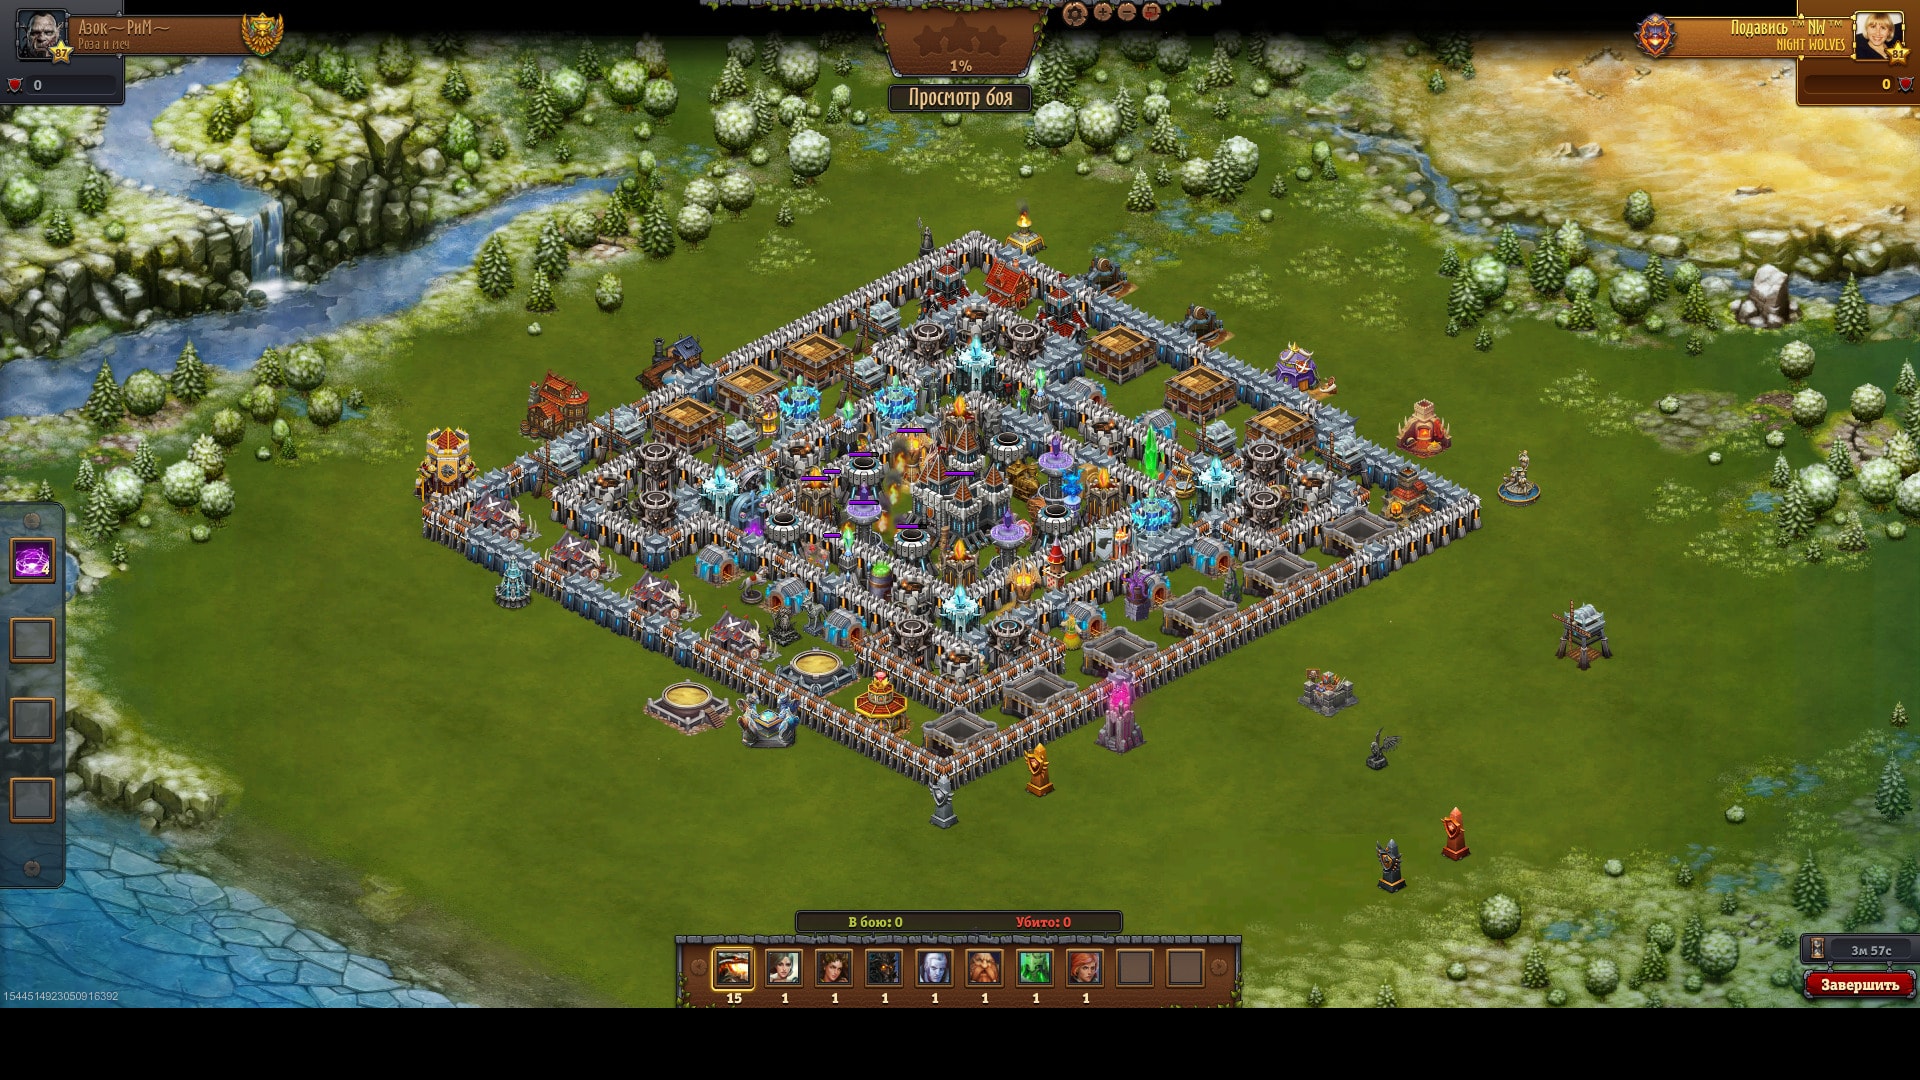 Азок~РиМ~
Роза и меч
87
0
1%
Просмотр боя
Подавись™NW™
NIGHT WOLVES
81
0
4
В бою: 0
Убито: 0
15
1
1
1
1
1
1
1
3м 57с
Завершить
1544514923050916392